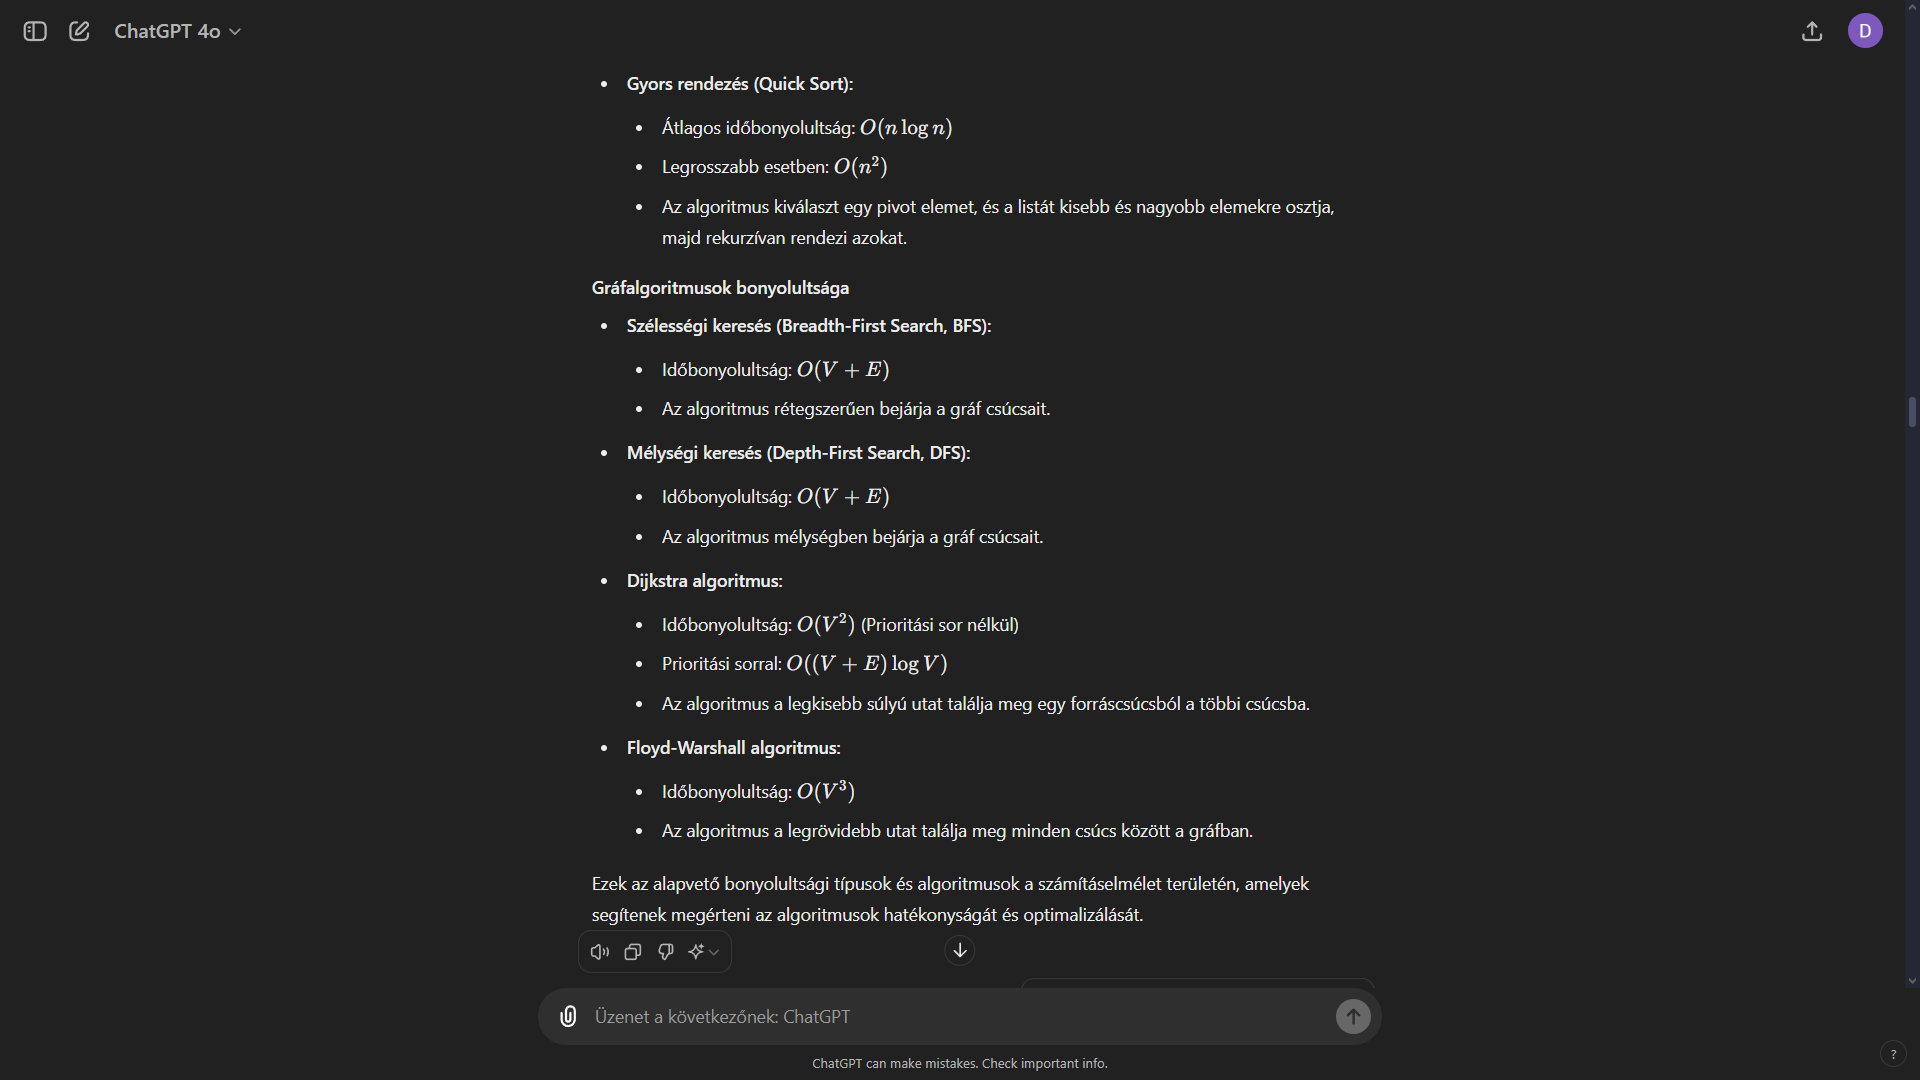 ChatGPT 4o
D
Gyors rendezés (Quick Sort):
Átlagos időbonyolultság: O(n log n)
Legrosszabb esetben: O(n²)
Az algoritmus kiválaszt egy pivot elemet, és a listát kisebb és nagyobb elemekre osztja,
majd rekurzívan rendezi azokat.
Gráfalgoritmusok bonyolultsága
Szélességi keresés (Breadth-First Search, BFS):
Időbonyolultság: O(V + E)
Az algoritmus rétegszerűen bejárja a gráf csúcsait.
Mélységi keresés (Depth-First Search, DFS):
Időbonyolultság: O(V + E)
Az algoritmus mélységben bejárja a gráf csúcsait.
Dijkstra algoritmus:
Időbonyolultság: O(V²) (Prioritási sor nélkül)
Prioritási sorral: O((V + E) log V)
Az algoritmus a legkisebb súlyú utat találja meg egy forráscsúcsból a többi csúcsba.
Floyd-Warshall algoritmus:
Időbonyolultság: O(V³)
Az algoritmus a legrövidebb utat találja meg minden csúcs között a gráfban.
Ezek az alapvető bonyolultsági típusok és algoritmusok a számításelmélet területén, amelyek
segítenek megérteni az algoritmusok hatékonyságát és optimalizálását.
Üzenet a következőnek: ChatGPT
ChatGPT can make mistakes. Check important info.
?